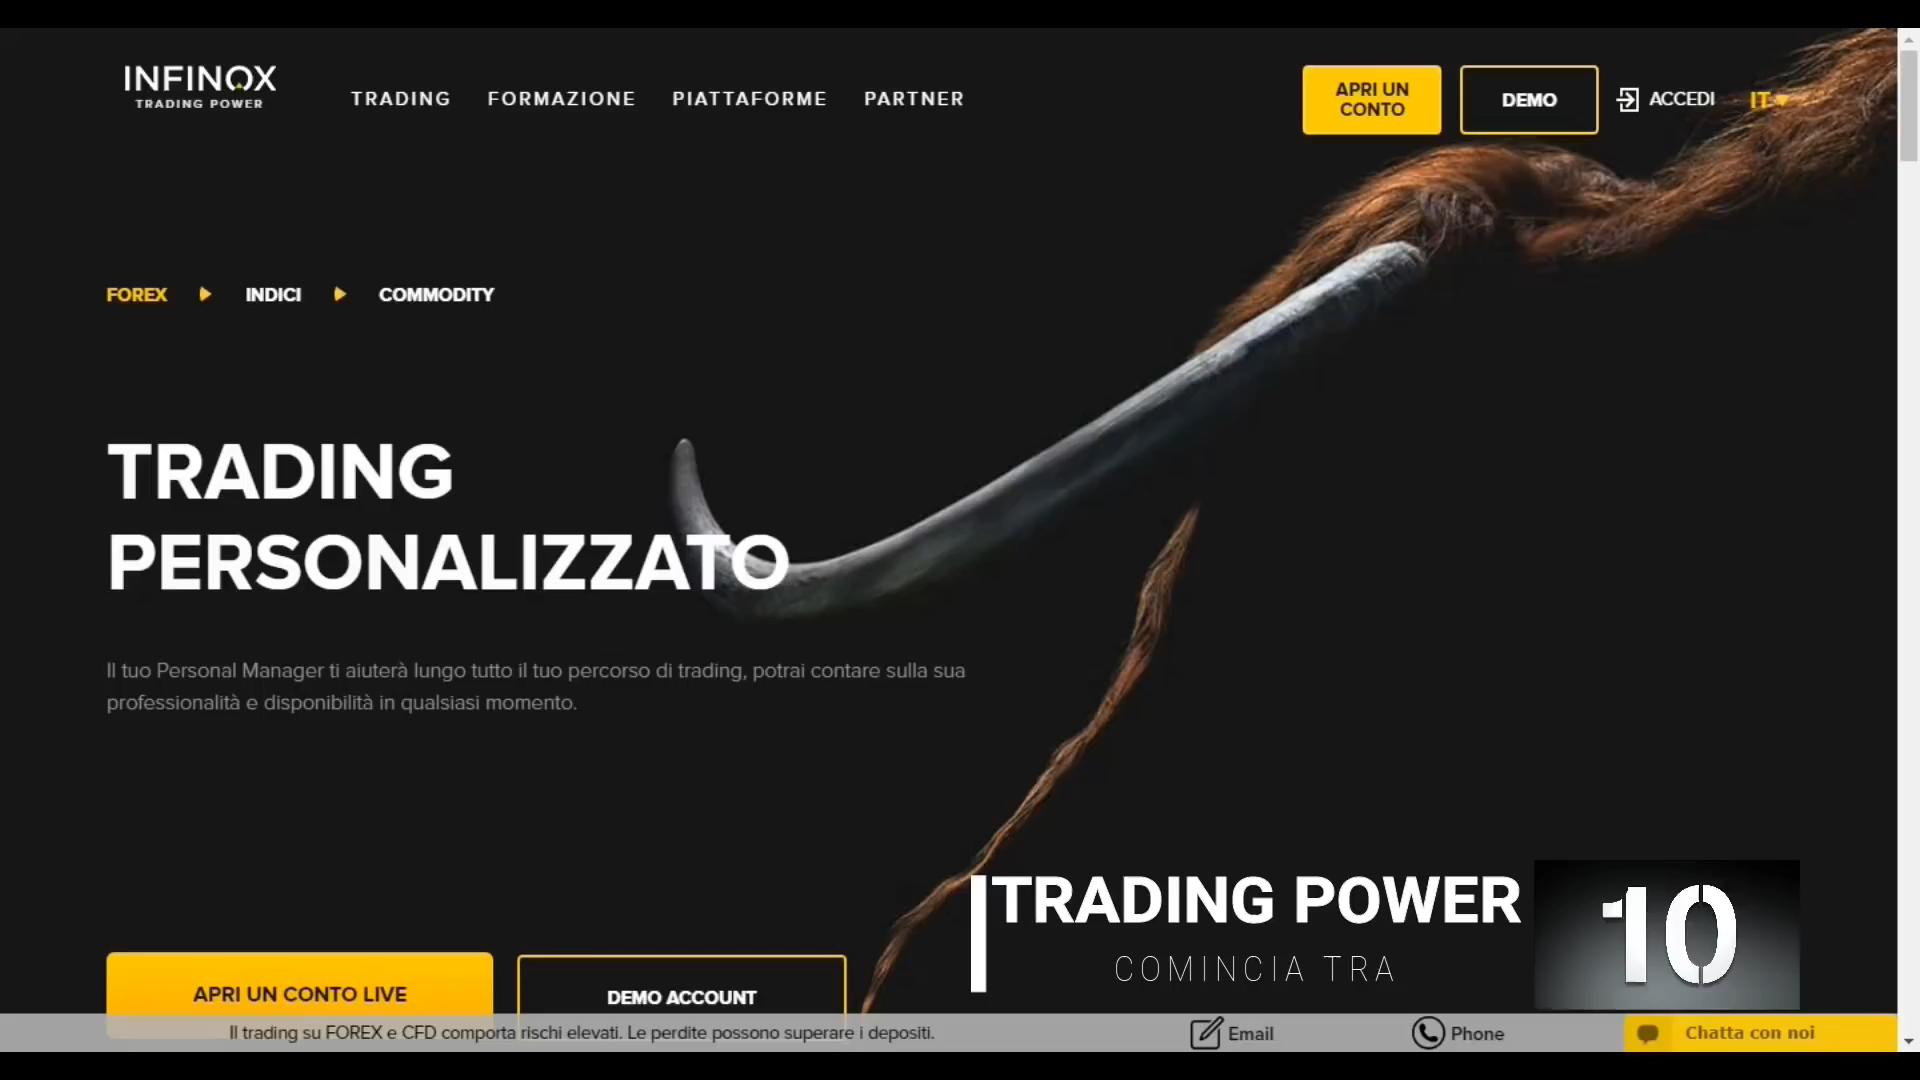 INFINOX
TRADING POWER
TRADING
FORMAZIONE
PIATTAFORME
PARTNER
APRI UN
CONTO
DEMO
ACCEDI
IT
FOREX
INDICI
COMMODITY
TRADING
PERSONALIZZATO
Il tuo Personal Manager ti aiuterà lungo tutto il tuo percorso di trading, potrai contare sulla sua
professionalità e disponibilità in qualsiasi momento.
TRADING POWER
COMINCIA TRA
10
APRI UN CONTO LIVE
DEMO ACCOUNT
Il trading su FOREX e CFD comporta rischi elevati. Le perdite possono superare i depositi.
Email
Phone
Chatta con noi